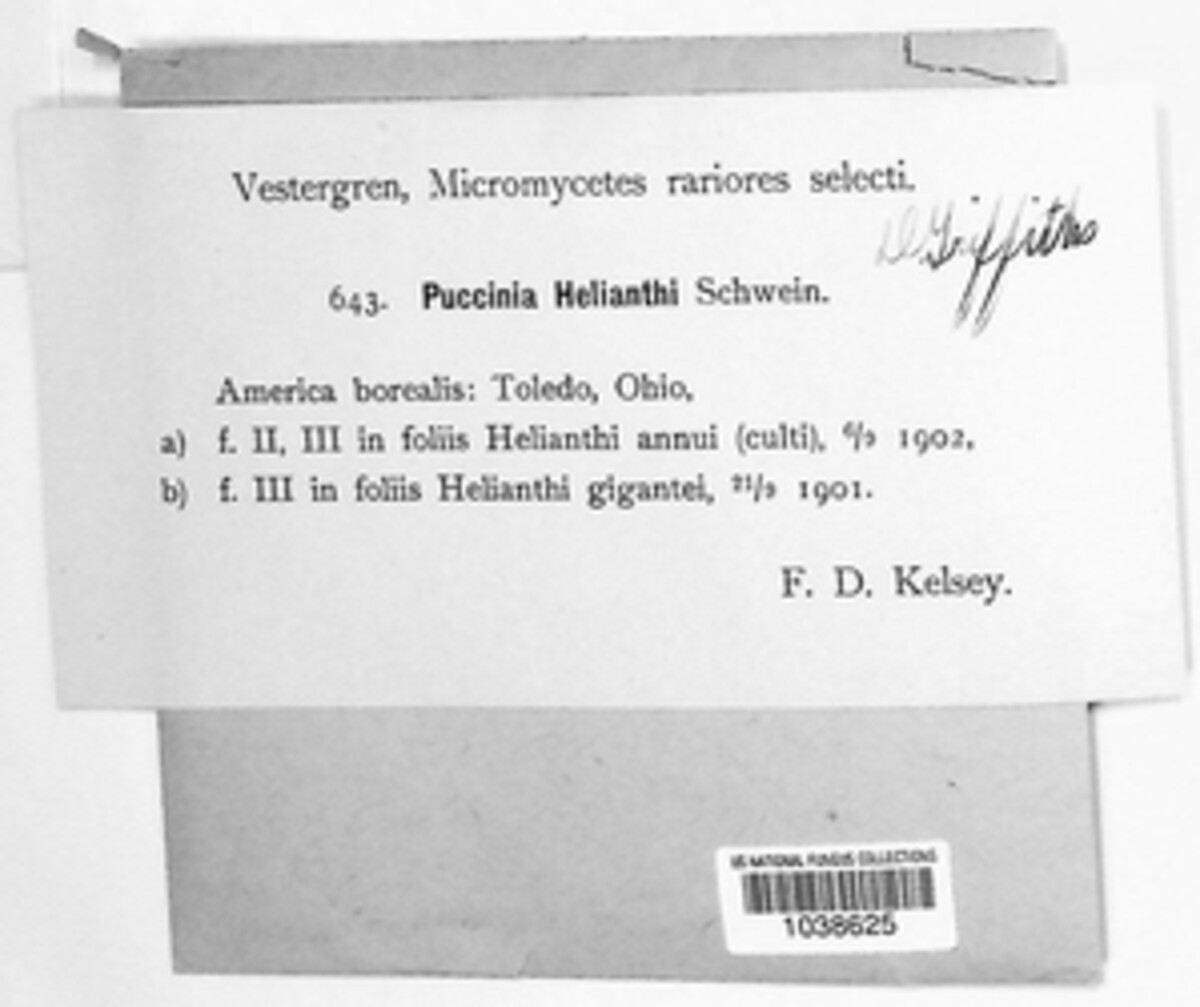 Vestergren, Micromycetes rariores selecti.
D Griffiths
643. Puccinia Helianthi Schwein.
America borealis: Toledo, Ohio,
a) f. II, III in foliis Helianthi annui (culti), 6/9 1902,
b) f. III in foliis Helianthi gigantei, 21/9 1901.
F. D. Kelsey.
US NATIONAL FUNGUS COLLECTIONS
1038625